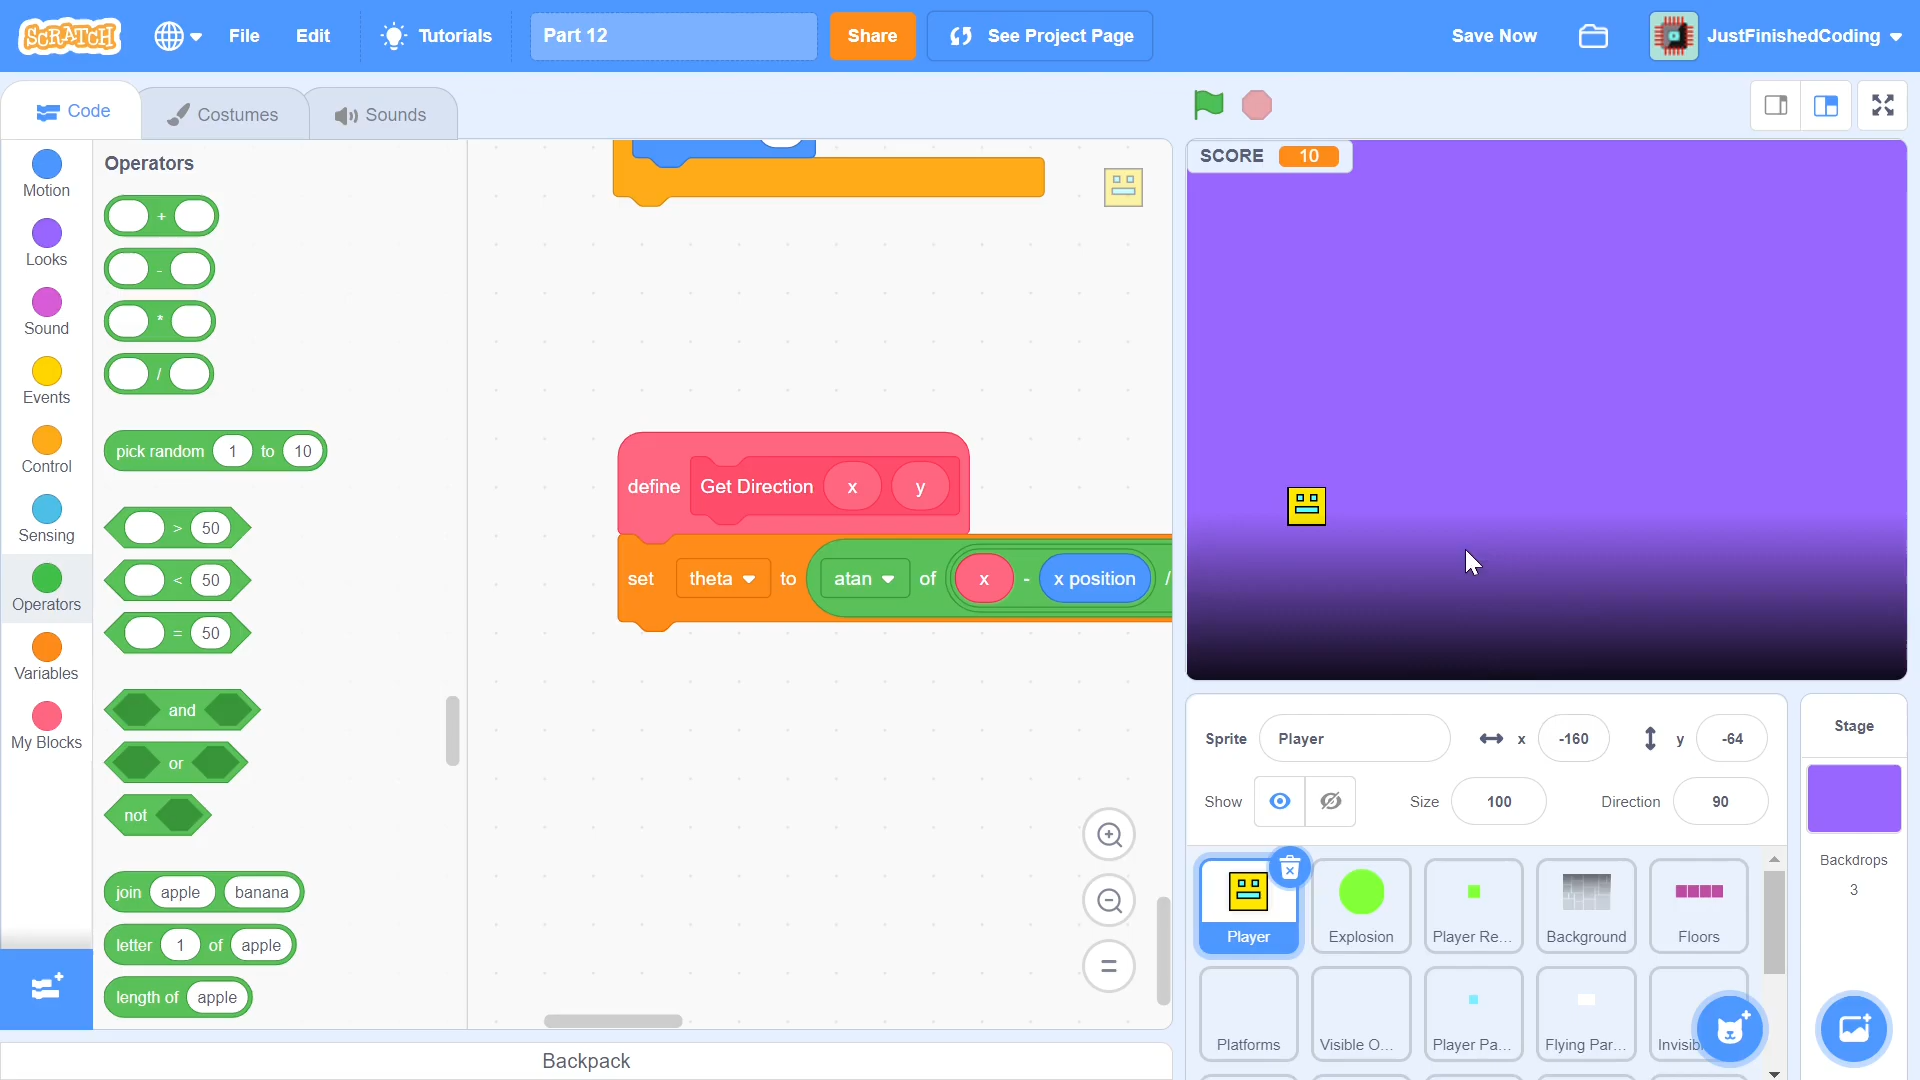 SCRATCH
File
Edit
Tutorials
Part 12
Share
See Project Page
Save Now
JustFinishedCoding
Code
Costumes
Sounds
Motion
Looks
Sound
Events
Control
Sensing
Operators
Variables
My Blocks
Operators
+
-
*
/
pick random 1 to 10
> 50
< 50
= 50
and
or
not
join apple banana
letter 1 of apple
length of apple
define Get Direction x y
set theta to atan of x - x position /
Backpack
SCORE 10
Sprite Player x -160 y -64
Show Size 100 Direction 90
Player
Explosion
Player Re...
Background
Floors
Platforms
Visible O...
Player Pa...
Flying Par...
Stage
Backdrops
3